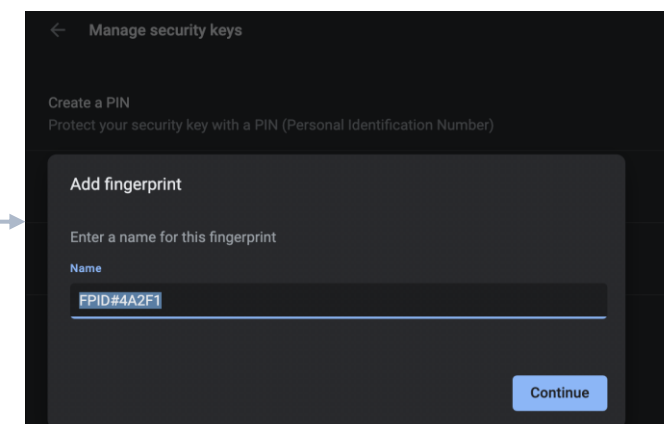 Manage security keys
Create a PIN
Protect your security key with a PIN (Personal Identification Number)
Add fingerprint
Enter a name for this fingerprint
Name
FPID#4A2F1
Continue